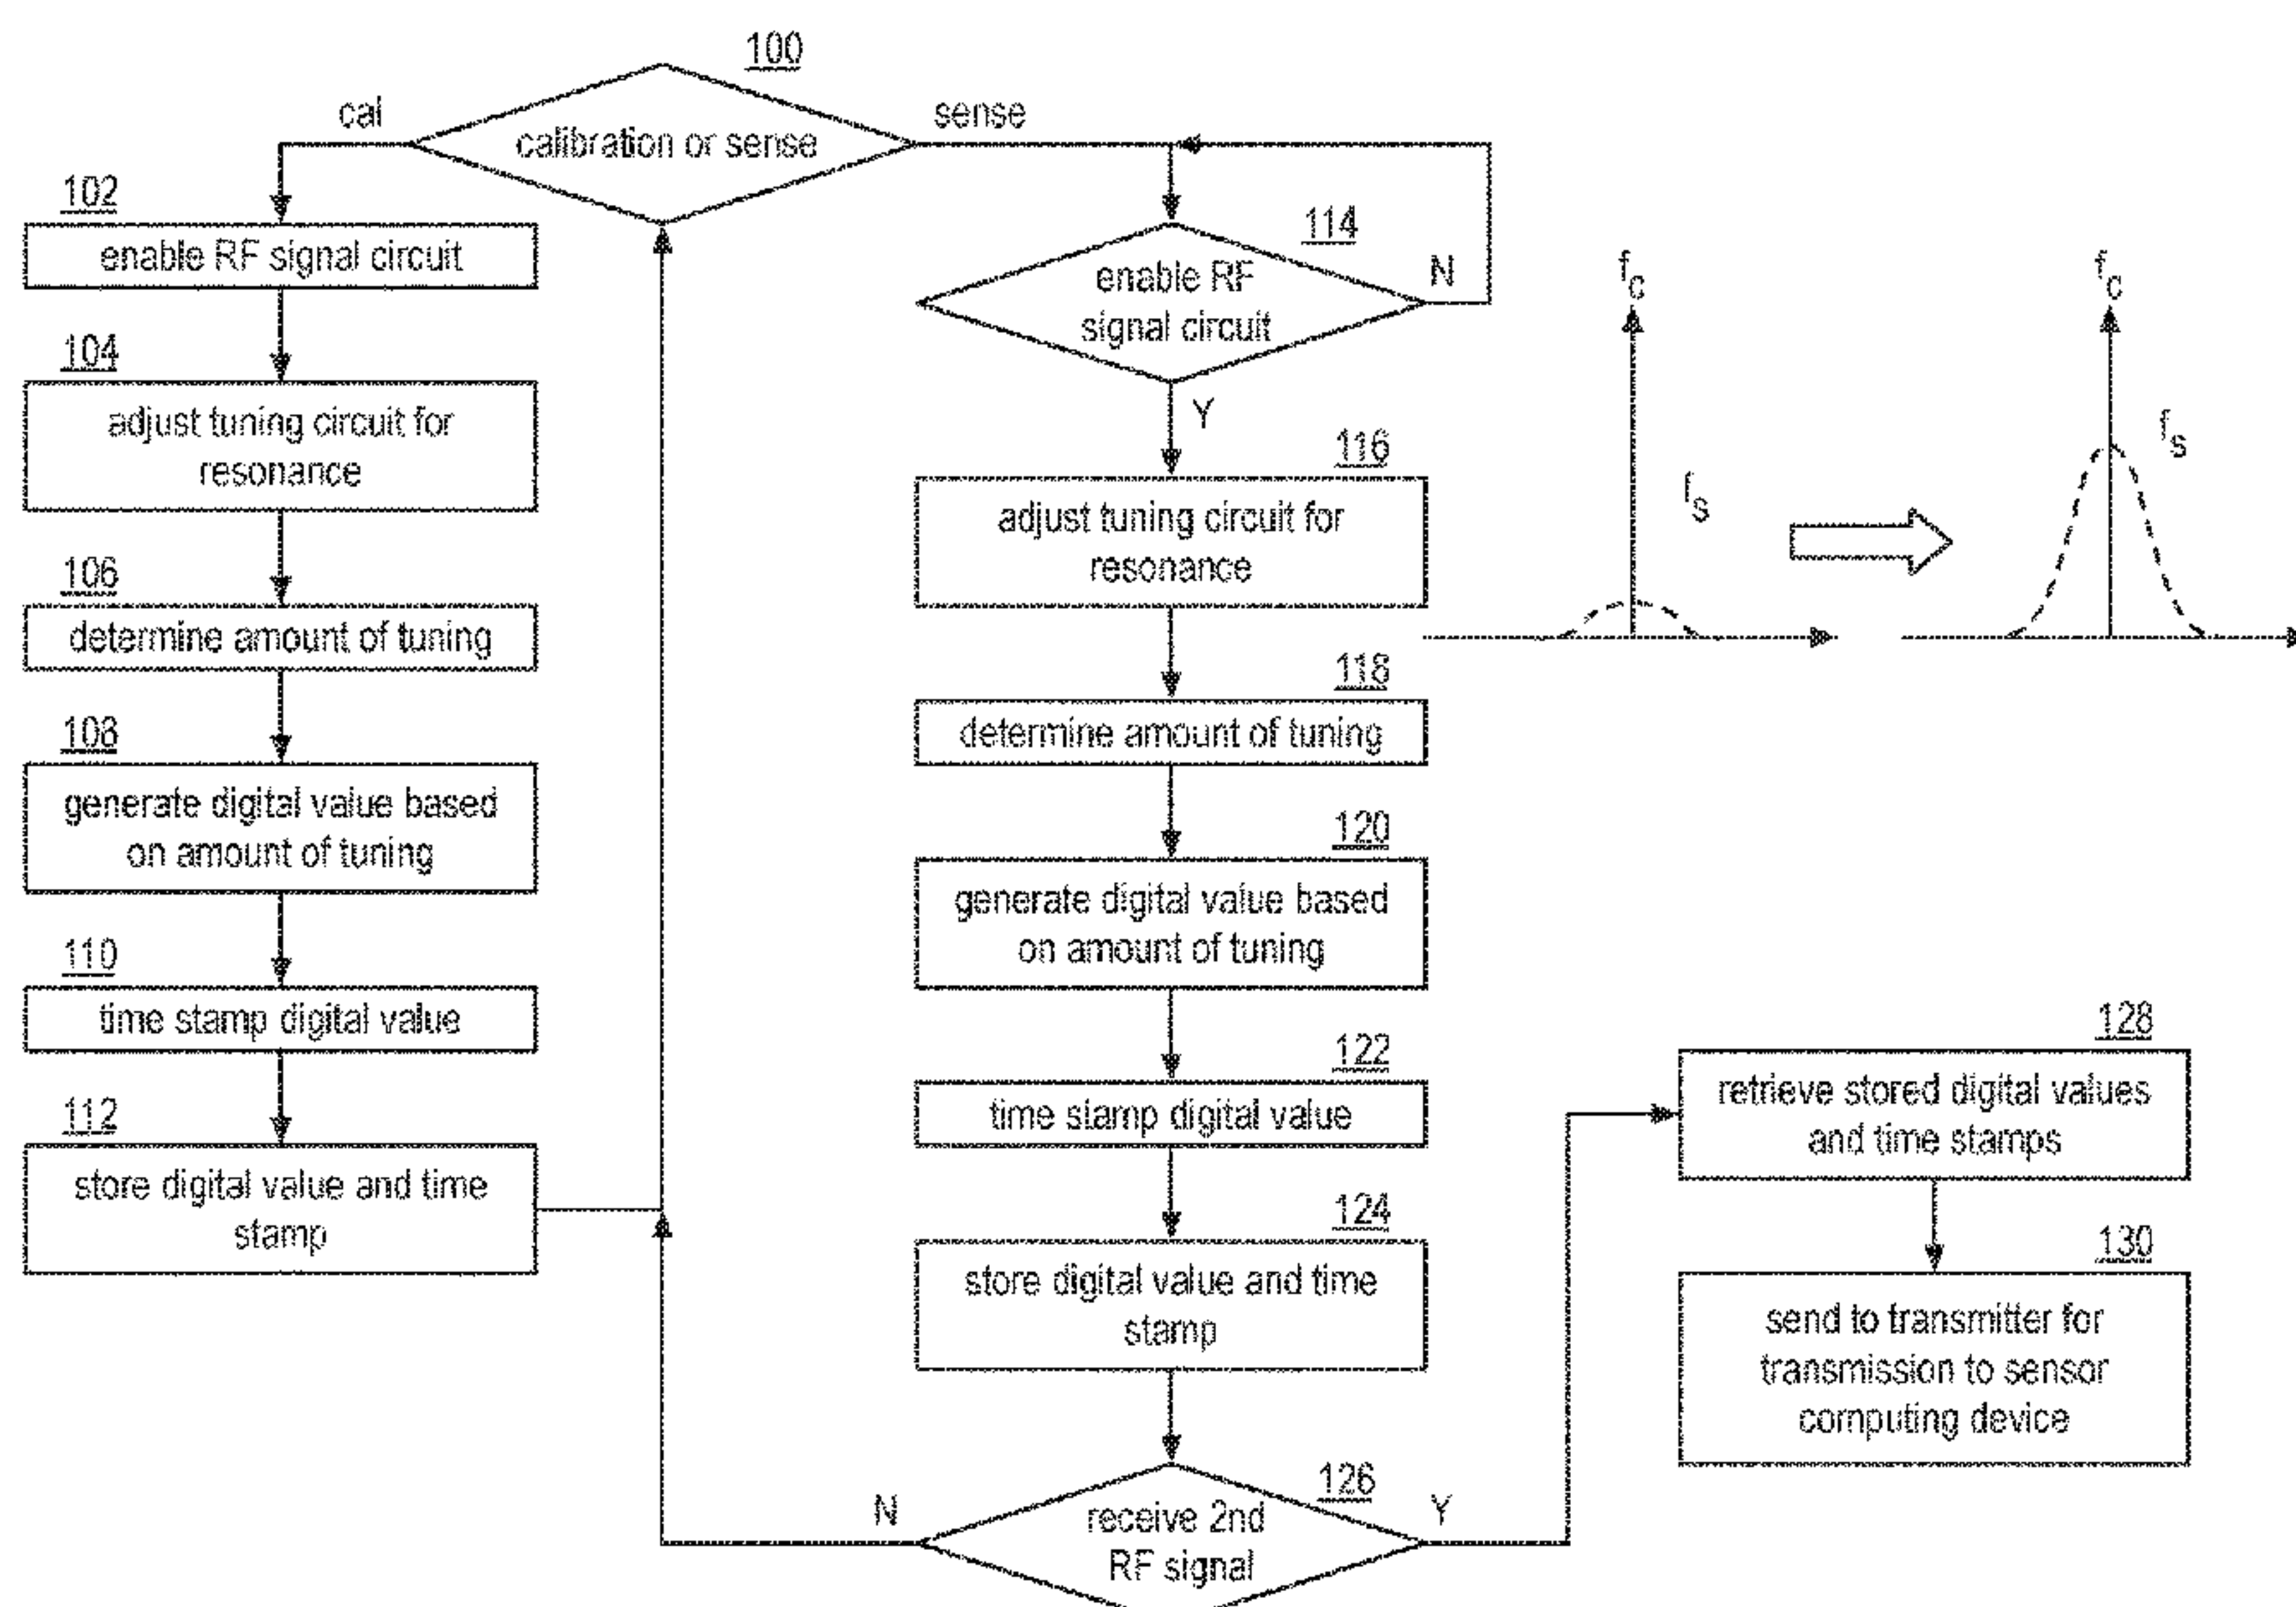 100
cal
calibration or sense
sense
102
enable RF signal circuit
104
adjust tuning circuit for
resonance
106
determine amount of tuning
108
generate digital value based
on amount of tuning
110
time stamp digital value
112
store digital value and time
stamp
114
enable RF
signal circuit
N
Y
116
adjust tuning circuit for
resonance
fc
fs
fc
fs
118
determine amount of tuning
120
generate digital value based
on amount of tuning
122
time stamp digital value
124
store digital value and time
stamp
126
receive 2nd
RF signal
N
Y
128
retrieve stored digital values
and time stamps
130
send to transmitter for
transmission to sensor
computing device